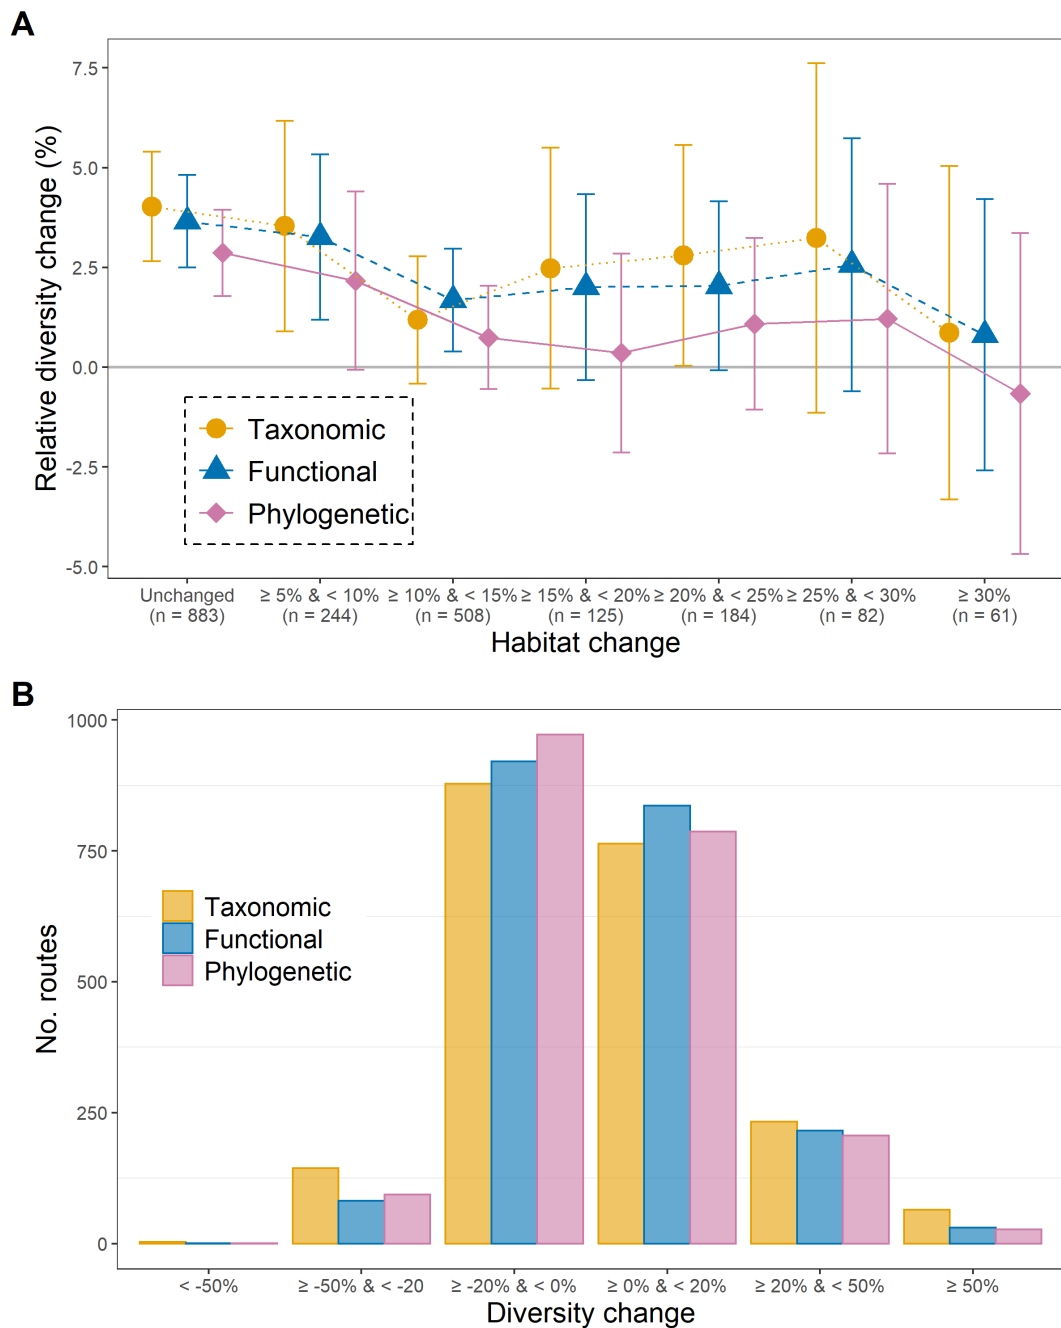 A
Relative diversity change (%)
7.5
5.0
2.5
0.0
-2.5
-5.0
Taxonomic
Functional
Phylogenetic
Unchanged ≥ 5% & < 10% ≥ 10% & < 15% ≥ 15% & < 20% ≥ 20% & < 25% ≥ 25% & < 30% ≥ 30%
(n = 883) (n = 244) (n = 508) (n = 125) (n = 184) (n = 82) (n = 61)
Habitat change
B
No. routes
1000
750
500
250
0
Taxonomic
Functional
Phylogenetic
< -50% ≥ -50% & < -20 ≥ -20% & < 0% ≥ 0% & < 20% ≥ 20% & < 50% ≥ 50%
Diversity change